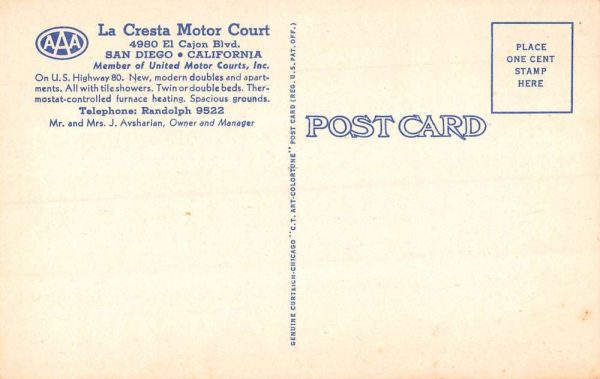 AAA
La Cresta Motor Court
4980 El Cajon Blvd.
SAN DIEGO • CALIFORNIA
Member of United Motor Courts, Inc.
On U.S. Highway 80. New, modern doubles and apart-
ments. All with tile showers. Twin or double beds. Ther-
mostat-controlled furnace heating. Spacious grounds.
Telephone: Randolph 9522
Mr. and Mrs. J. Avsharian, Owner and Manager
GENUINE CURTEICH-CHICAGO "C.T. ART-COLORTONE" POST CARD (REG. U.S. PAT. OFF.)
POST CARD
PLACE
ONE CENT
STAMP
HERE